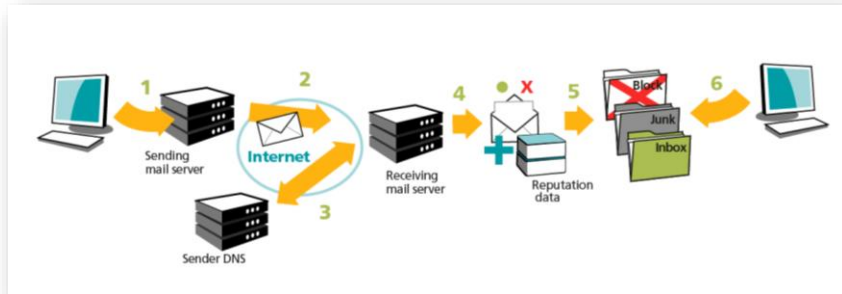 1
2
3
4
5
6
Sending
mail server
Internet
Sender DNS
Receiving
mail server
X
Reputation
data
Block
Junk
Inbox